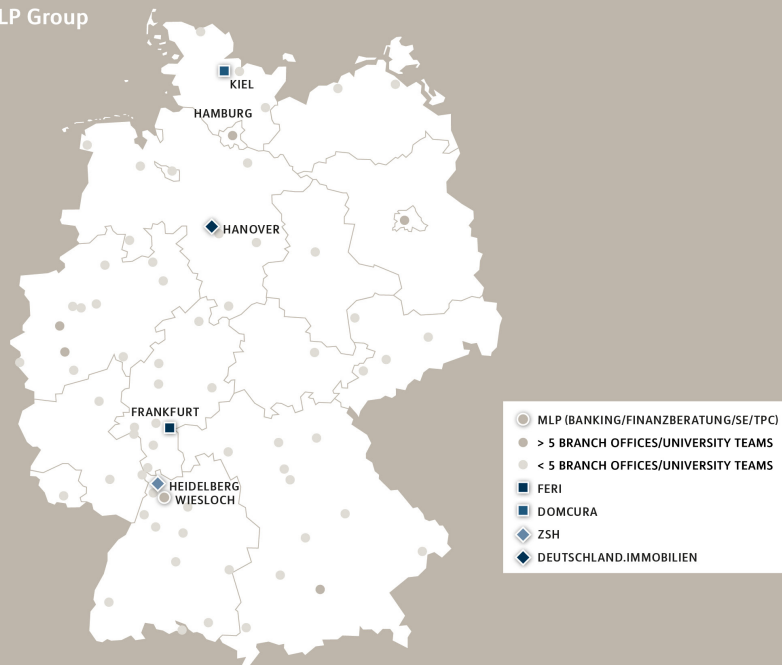 LP Group
KIEL
HAMBURG
HANOVER
FRANKFURT
HEIDELBERG
WIESLOCH
MLP (BANKING/FINANZBERATUNG/SE/TPC)
> 5 BRANCH OFFICES/UNIVERSITY TEAMS
< 5 BRANCH OFFICES/UNIVERSITY TEAMS
FERI
DOMCURA
ZSH
DEUTSCHLAND.IMMOBILIEN